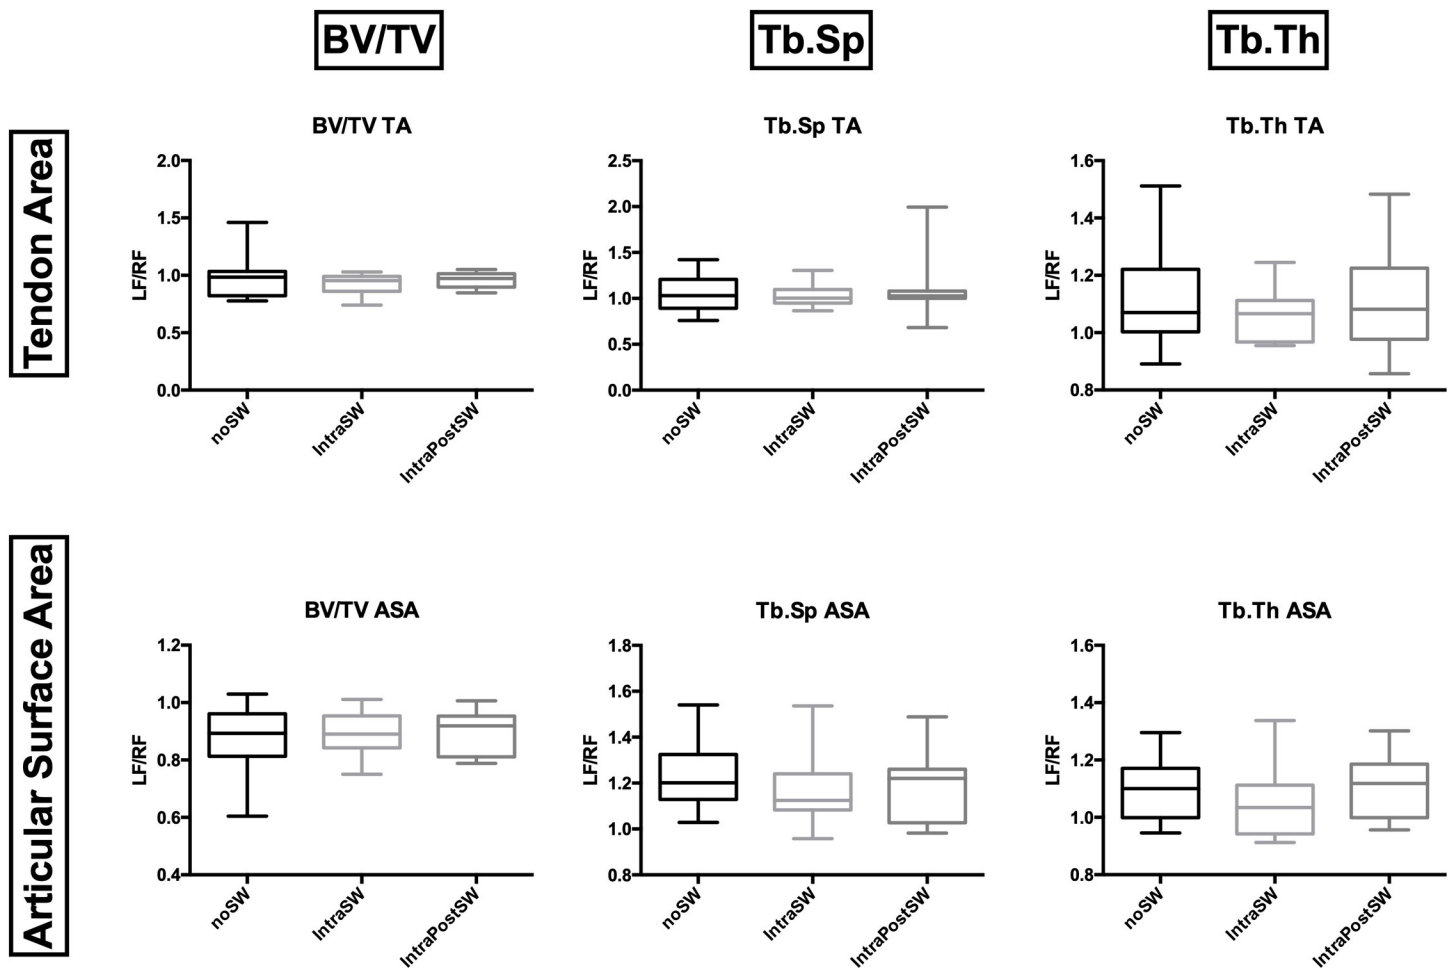 BV/TV
Tb.Sp
Tb.Th
Tendon Area
BV/TV TA
2.0
1.5
1.0
0.5
0.0
LF/RF
noSW
IntraSW
IntraPostSW
Tb.Sp TA
2.5
2.0
1.5
1.0
0.5
0.0
LF/RF
noSW
IntraSW
IntraPostSW
Tb.Th TA
1.6
1.4
1.2
1.0
0.8
LF/RF
noSW
IntraSW
IntraPostSW
Articular Surface Area
BV/TV ASA
1.2
1.0
0.8
0.6
0.4
LF/RF
noSW
IntraSW
IntraPostSW
Tb.Sp ASA
1.8
1.6
1.4
1.2
1.0
0.8
LF/RF
noSW
IntraSW
IntraPostSW
Tb.Th ASA
1.6
1.4
1.2
1.0
0.8
LF/RF
noSW
IntraSW
IntraPostSW